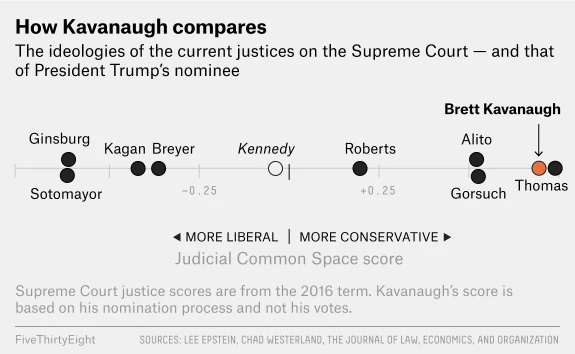 How Kavanaugh compares
The ideologies of the current justices on the Supreme Court — and that
of President Trump's nominee
Brett Kavanaugh
Ginsburg
Kagan
Breyer
Kennedy
Roberts
Alito
Sotomayor
−0.25
+0.25
Gorsuch
Thomas
◀ MORE LIBERAL | MORE CONSERVATIVE ▶
Judicial Common Space score
Supreme Court justice scores are from the 2016 term. Kavanaugh's score is
based on his nomination process and not his votes.
FiveThirtyEight
SOURCES: LEE EPSTEIN, CHAD WESTERLAND, THE JOURNAL OF LAW, ECONOMICS, AND ORGANIZATION